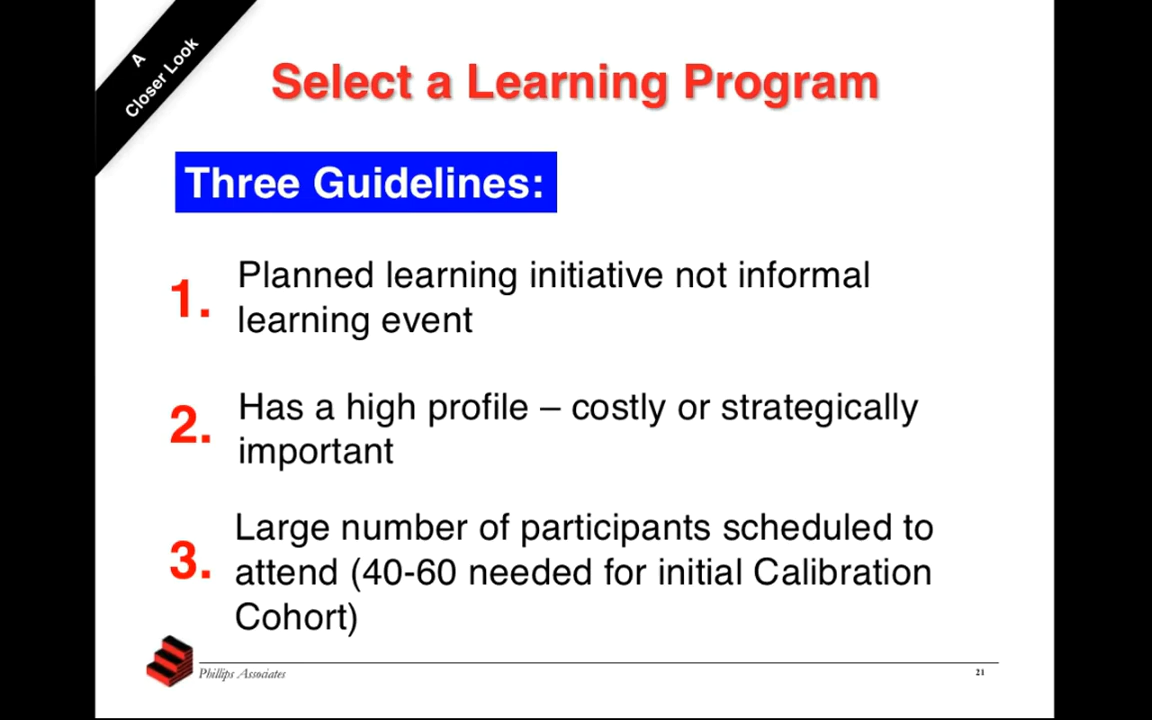 A
Closer Look
Select a Learning Program
Three Guidelines:
1.
Planned learning initiative not informal
learning event
2.
Has a high profile – costly or strategically
important
3.
Large number of participants scheduled to
attend (40-60 needed for initial Calibration
Cohort)
Phillips Associates
21